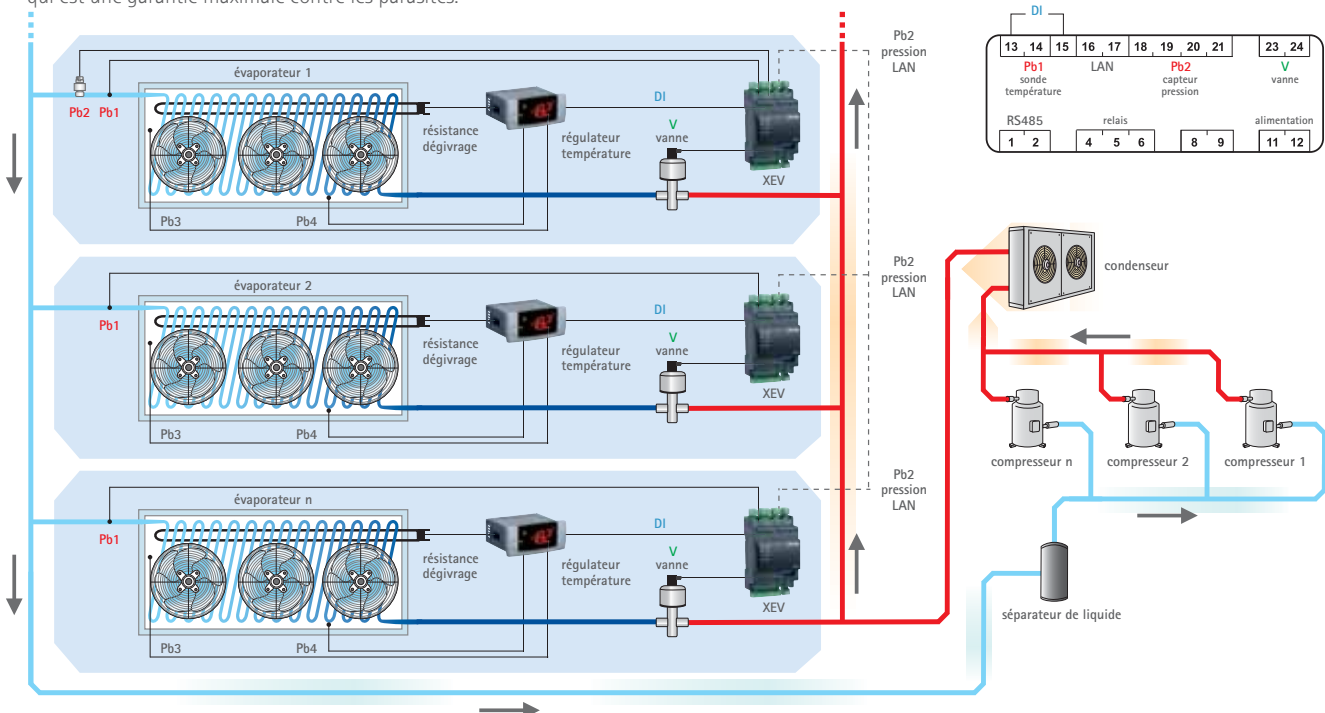 qui est une garantie maximale contre les parasites.
évaporateur 1
Pb2 Pb1
Pb3
Pb4
résistance
dégivrage
régulateur
température
DI
V
vanne
XEV
Pb2
pression
LAN
évaporateur 2
Pb1
Pb3
Pb4
résistance
dégivrage
régulateur
température
DI
V
vanne
XEV
Pb2
pression
LAN
évaporateur n
Pb1
Pb3
Pb4
résistance
dégivrage
régulateur
température
DI
V
vanne
XEV
Pb2
pression
LAN
DI
13 14 15 16 17 18 19 20 21 23 24
Pb1 LAN Pb2 V
sonde
température
capteur
pression
vanne
RS485 relais alimentation
1 2 4 5 6 8 9 11 12
condenseur
compresseur n compresseur 2 compresseur 1
séparateur de liquide